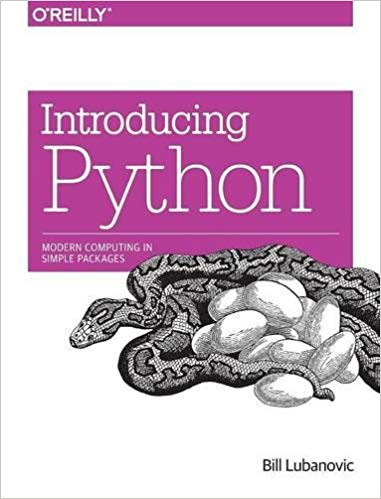 O'REILLY®
Introducing
Python
MODERN COMPUTING IN
SIMPLE PACKAGES
Bill Lubanovic